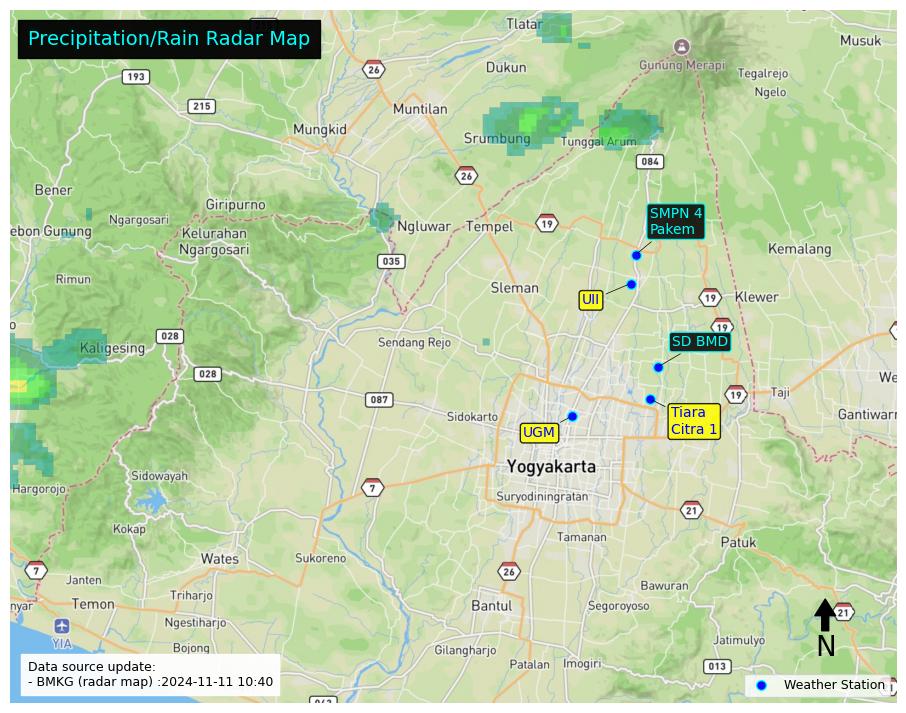 Precipitation/Rain Radar Map
Tlatar
Musuk
Gunung Merapi
26
Dukun
193
Tegalrejo
Ngelo
215
Muntilan
Mungkid
Srumbung
Tunggal Arum
084
26
Bener
Giripurno
Ngargosari
SMPN 4
Pakem
ebon Gunung
Kelurahan
Ngargosari
Ngluwar
Tempel
19
Kemalang
035
Rimun
Sleman
UII
19
Klewer
19
028
Kaligesing
Sendang Rejo
SD BMD
028
We
087
19
Taji
Sidokarto
Tiara
Citra 1
Gantiwarn
UGM
Yogyakarta
Sidowayah
Hargorojo
7
Suryodiningratan
21
Kokap
Tamanan
Patuk
Wates
Sukoreno
7
26
Janten
Bawuran
Triharjo
nyar
Temon
Bantul
Segoroyoso
21
Ngestiharjo
YIA
N
Bojong
Gilangharjo
Jatimulyo
Patalan
Imogiri
013
Data source update:
- BMKG (radar map) :2024-11-11 10:40
Weather Station